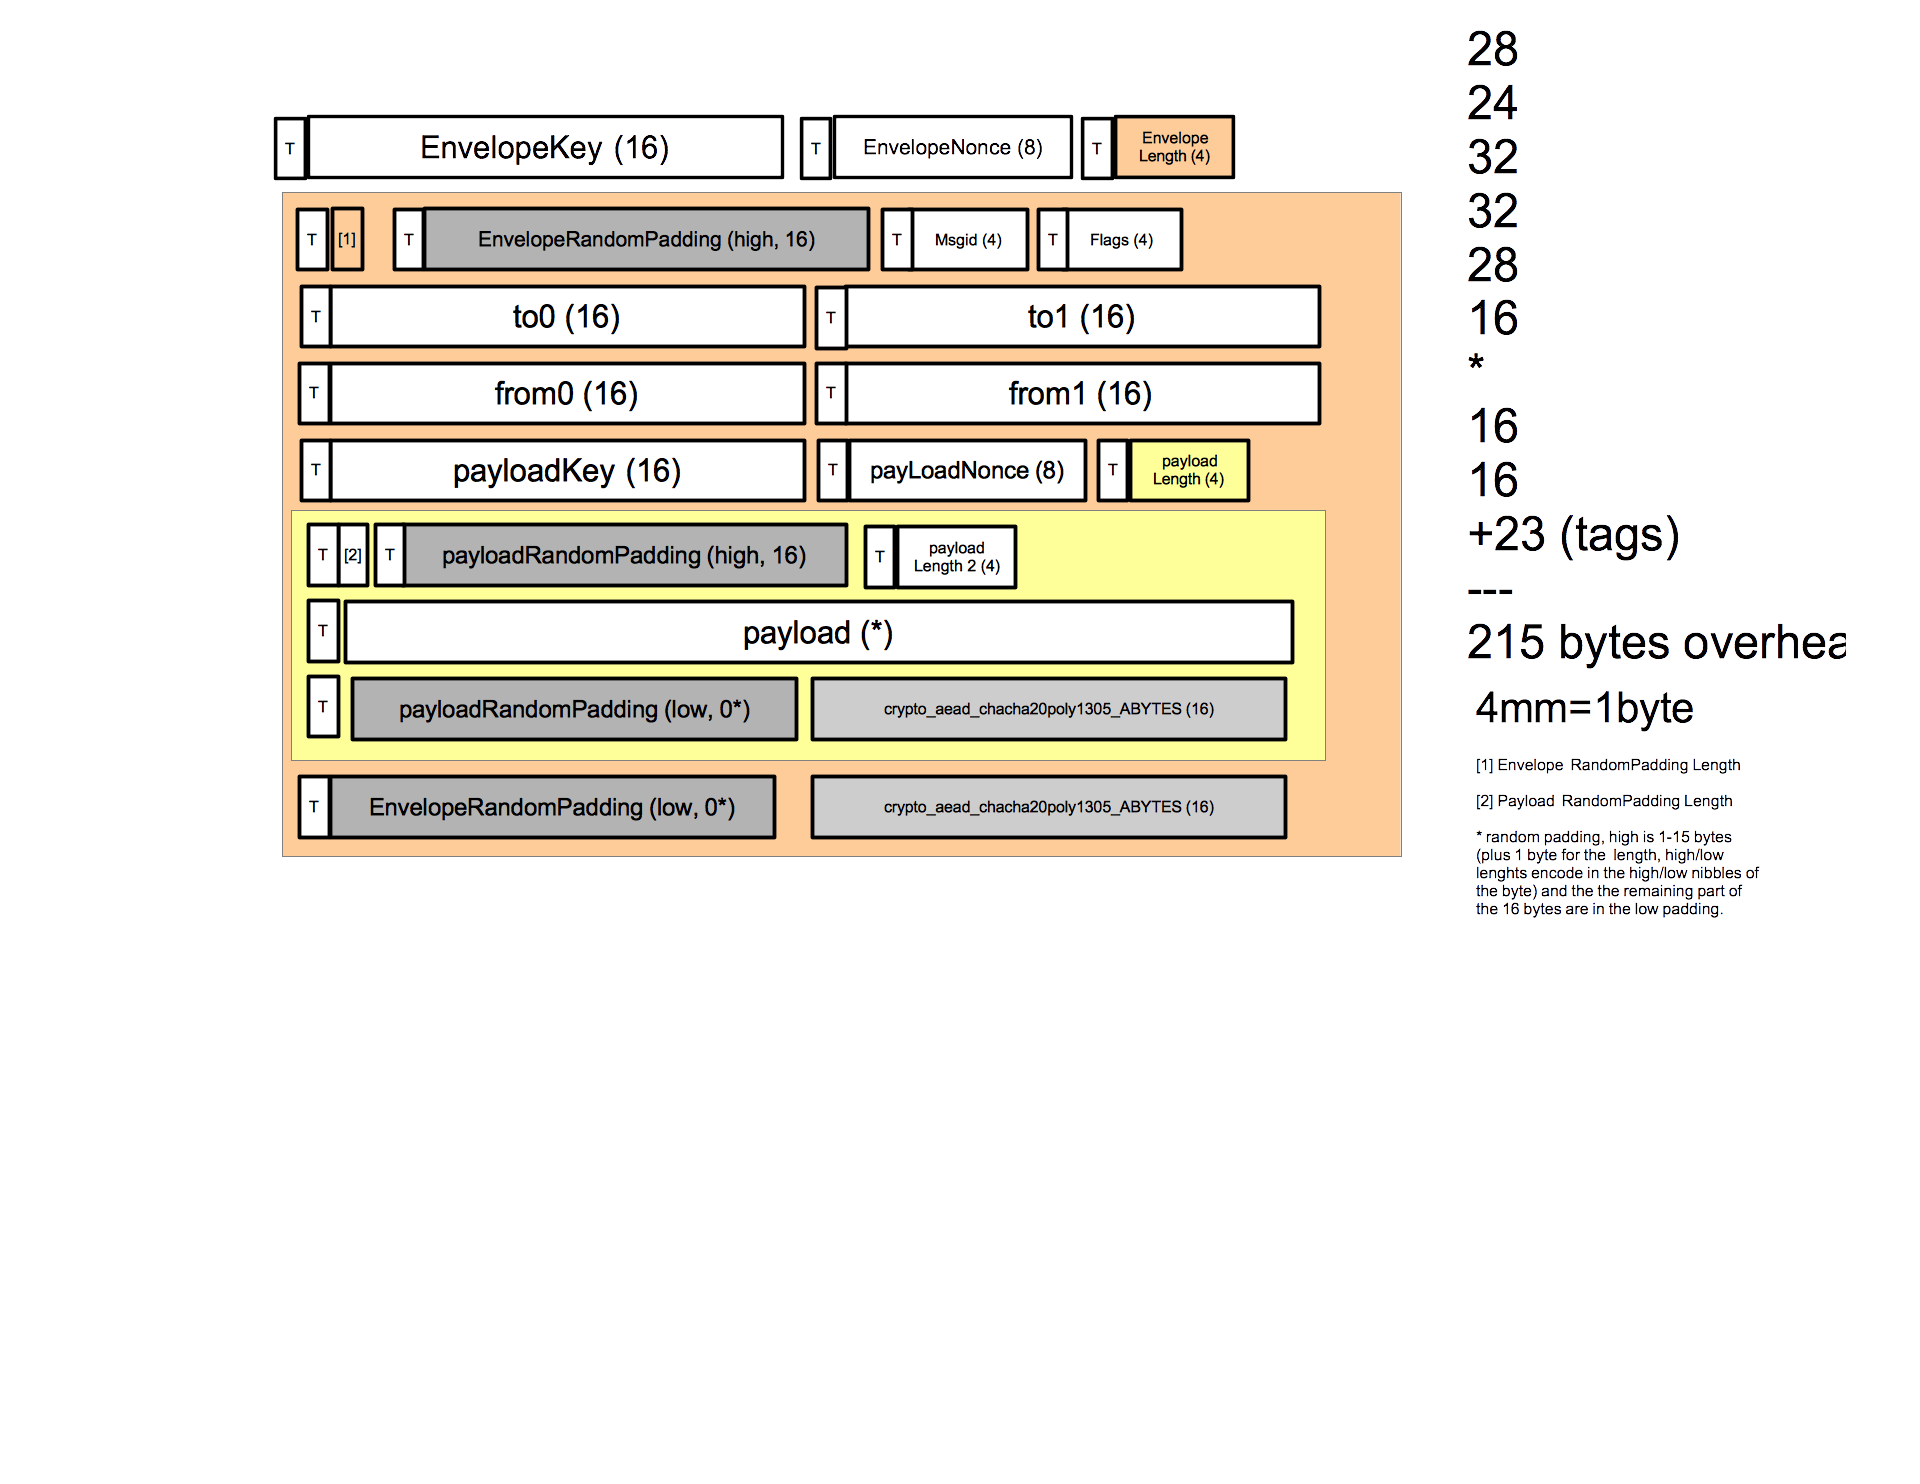 28
T EnvelopeKey (16) T EnvelopeNonce (8) T Envelope
Length (4)
24
T [1] T EnvelopeRandomPadding (high, 16) T Msgid (4) T Flags (4)
32
T to0 (16) T to1 (16)
32
T from0 (16) T from1 (16)
28
T payloadKey (16) T payLoadNonce (8) T payload
Length (4)
16
T [2] T payloadRandomPadding (high, 16) T payload
Length 2 (4)
*
T payload (*)
16
T payloadRandomPadding (low, 0*) crypto_aead_chacha20poly1305_ABYTES (16)
16
T EnvelopeRandomPadding (low, 0*) crypto_aead_chacha20poly1305_ABYTES (16)
+23 (tags)
---
215 bytes overhea
4mm=1byte
[1] Envelope RandomPadding Length
[2] Payload RandomPadding Length
* random padding, high is 1-15 bytes
(plus 1 byte for the length, high/low
lenghts encode in the high/low nibbles of
the byte) and the the remaining part of
the 16 bytes are in the low padding.